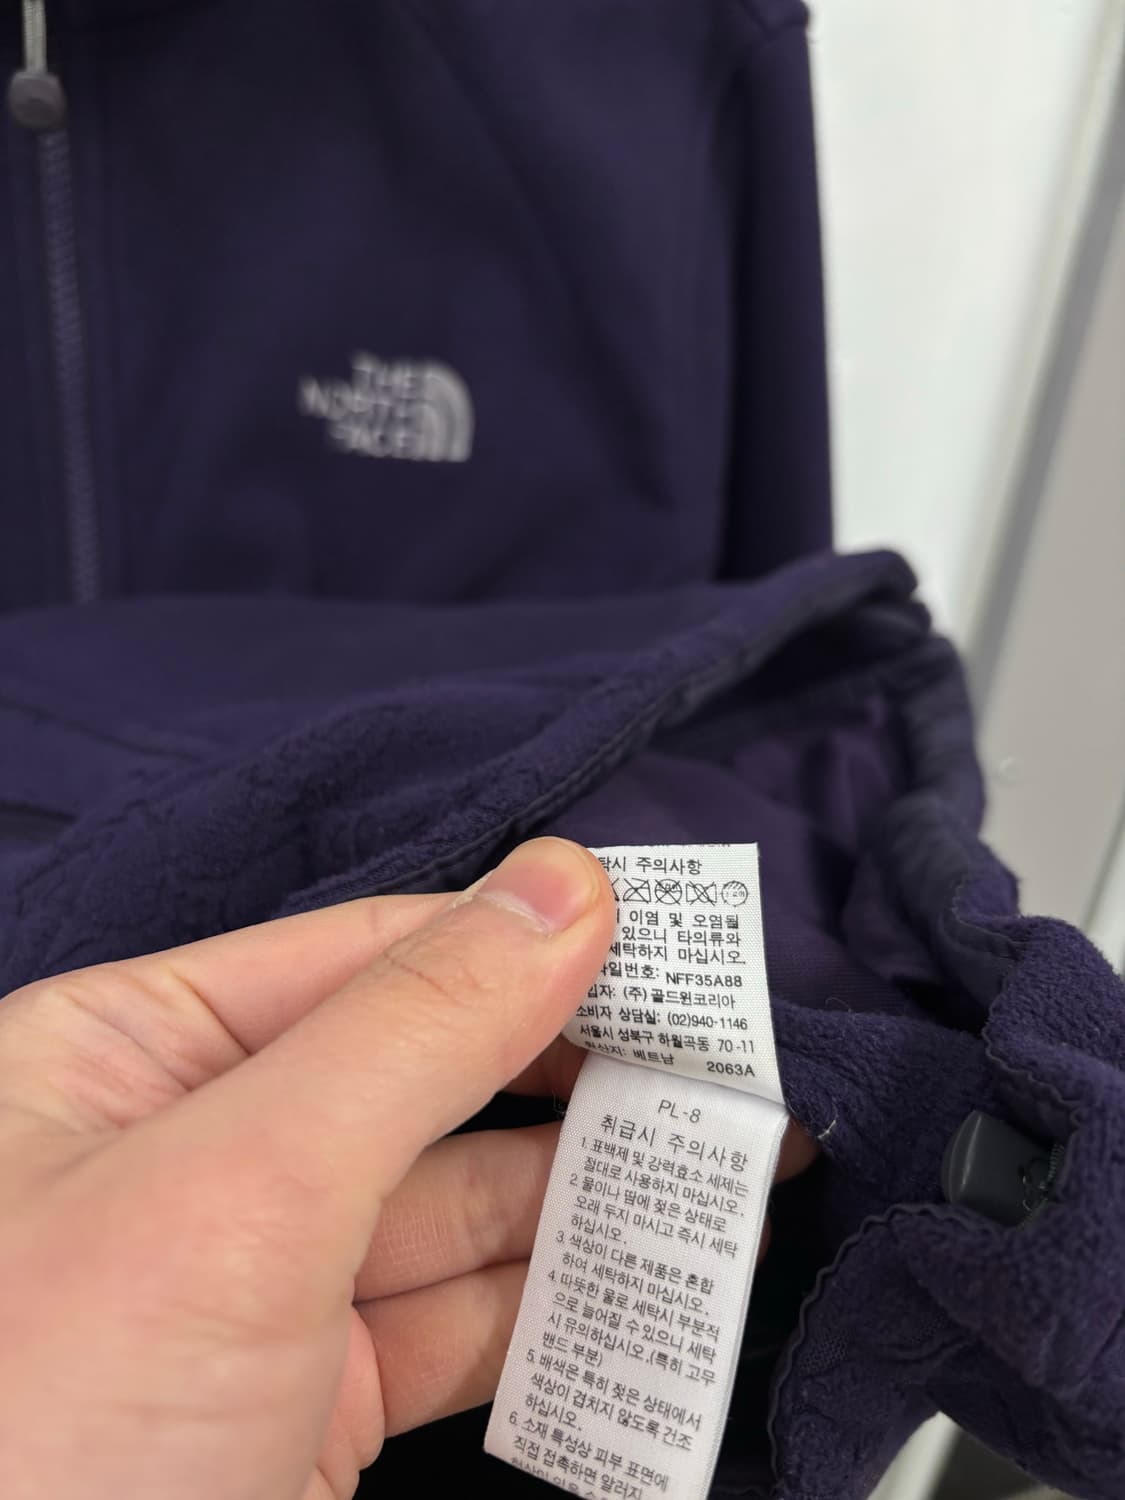 THE
NORTH
FACE
탁시 주의사항
이염 및 오염될
있으니 타의류와
세탁하지 마십시오.
일번호: NFF35A88
입자: (주)골드윈코리아
소비자 상담실: (02)940-1146
서울시 성북구 하월곡동 70-11
원산지: 베트남 2063A
PL-8
취급시 주의사항
1. 표백제 및 강력효소 세제는
절대로 사용하지 마십시오.
2. 물이나 땀에 젖은 상태로
오래 두지 마시고 즉시 세탁
하십시오.
3. 색상이 다른 제품은 혼합
하여 세탁하지 마십시오.
4. 따뜻한 물로 세탁시 부분적
으로 늘어질 수 있으니 세탁
시 유의하십시오.(특히 고무
밴드 부분)
5. 배색은 특히 젖은 상태에서
색상이 겹치지 않도록 건조
하십시오.
6. 소재 특성상 피부 표면에
직접 접촉하면 알러지